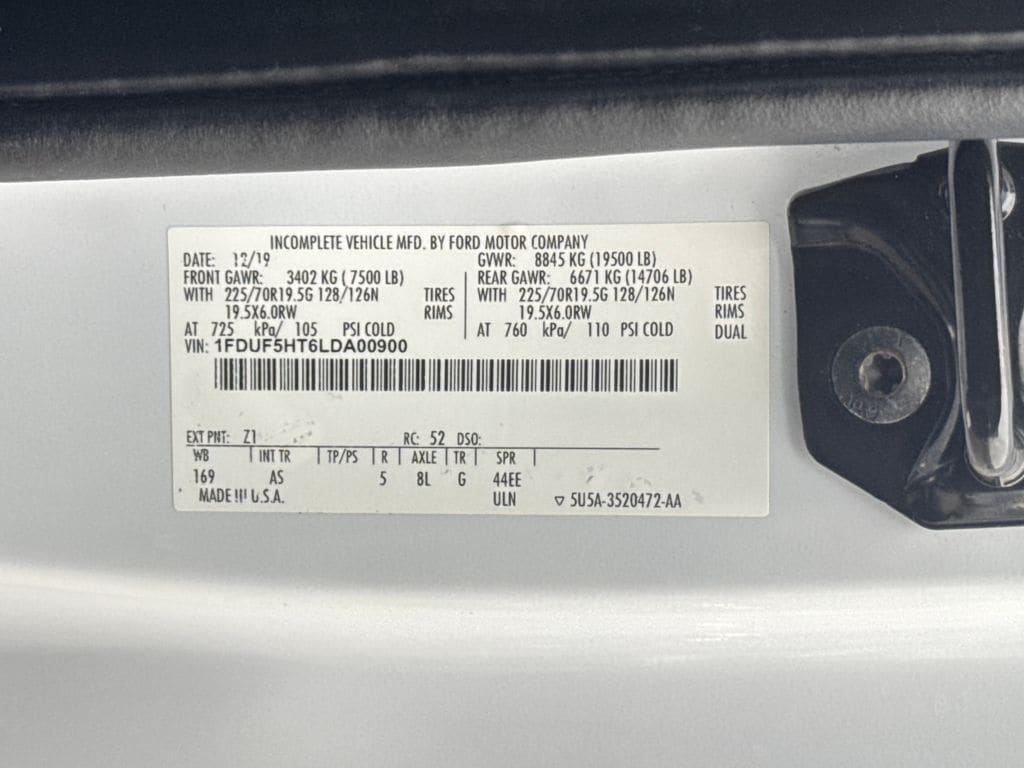 INCOMPLETE VEHICLE MFD. BY FORD MOTOR COMPANY
DATE: 12/19 GVWR: 8845 KG (19500 LB)
FRONT GAWR: 3402 KG ( 7500 LB) REAR GAWR: 6671 KG (14706 LB)
WITH 225/70R19.5G 128/126N TIRES WITH 225/70R19.5G 128/126N TIRES
19.5X6.0RW RIMS 19.5X6.0RW RIMS
AT 725 kPa/ 105 PSI COLD AT 760 kPa/ 110 PSI COLD DUAL
VIN: 1FDUF5HT6LDA00900
EXT PNT: Z1 RC: 52 DSO:
WB INT TR TP/PS R AXLE TR SPR
169 AS 5 8L G 44EE
MADE U.S.A. ULN ▽ 5U5A-3520472-AA